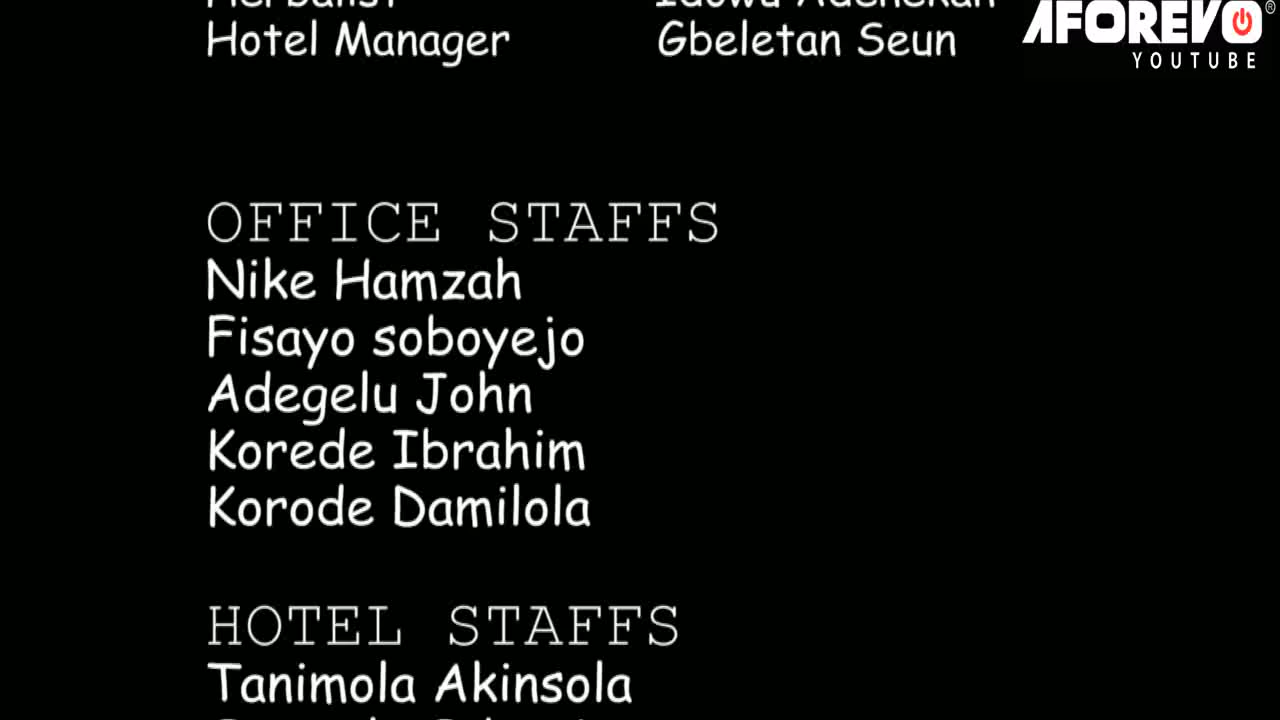 Hotel Manager Gbeletan Seun
AFOREVO®
YOUTUBE
OFFICE STAFFS
Nike Hamzah
Fisayo soboyejo
Adegelu John
Korede Ibrahim
Korode Damilola
HOTEL STAFFS
Tanimola Akinsola